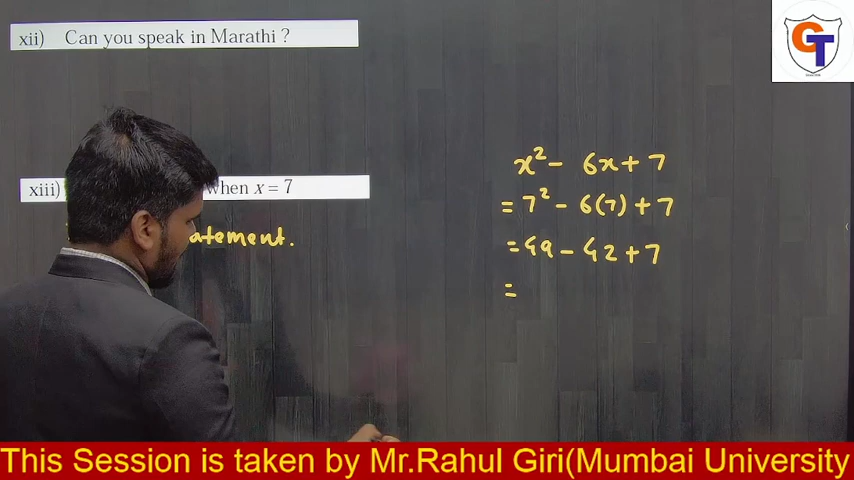 xii) Can you speak in Marathi ?
GT
x² - 6x + 7
xiii) when x = 7
= 7² - 6(7) + 7
atement.
= 49 - 42 + 7
=
This Session is taken by Mr.Rahul Giri(Mumbai University